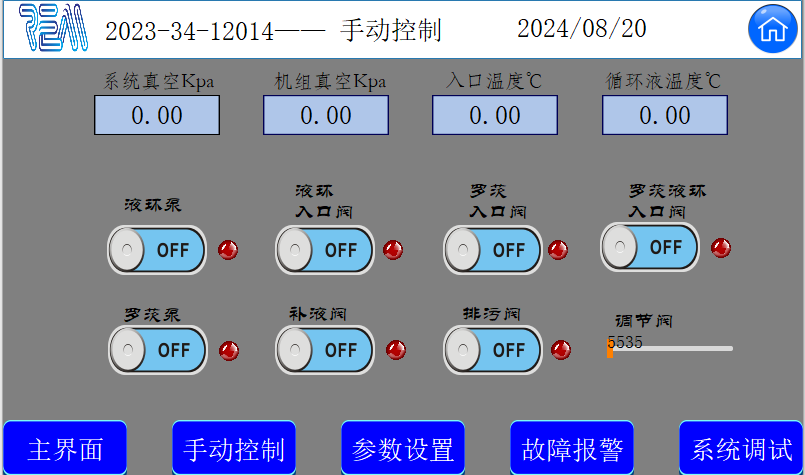 2023-34-12014—— 手动控制
2024/08/20
系统真空Kpa
机组真空Kpa
入口温度℃
循环液温度℃
0.00
0.00
0.00
0.00
液环泵
液环
入口阀
罗茨
入口阀
罗茨液环
入口阀
OFF
OFF
OFF
OFF
罗茨泵
补液阀
排污阀
调节阀
OFF
OFF
OFF
5535
主界面
手动控制
参数设置
故障报警
系统调试